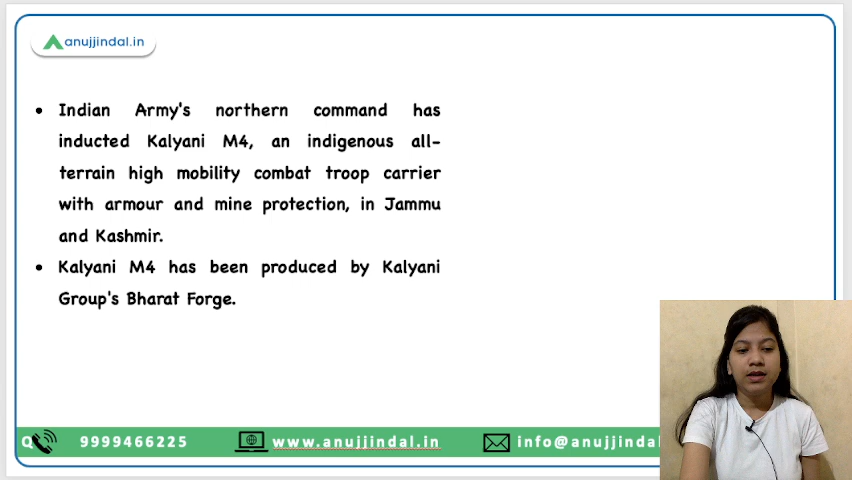 anujjindal.in
• Indian Army's northern command has
inducted Kalyani M4, an indigenous all-
terrain high mobility combat troop carrier
with armour and mine protection, in Jammu
and Kashmir.
• Kalyani M4 has been produced by Kalyani
Group's Bharat Forge.
Q 9999466225 www.anujjindal.in info@anujjindal